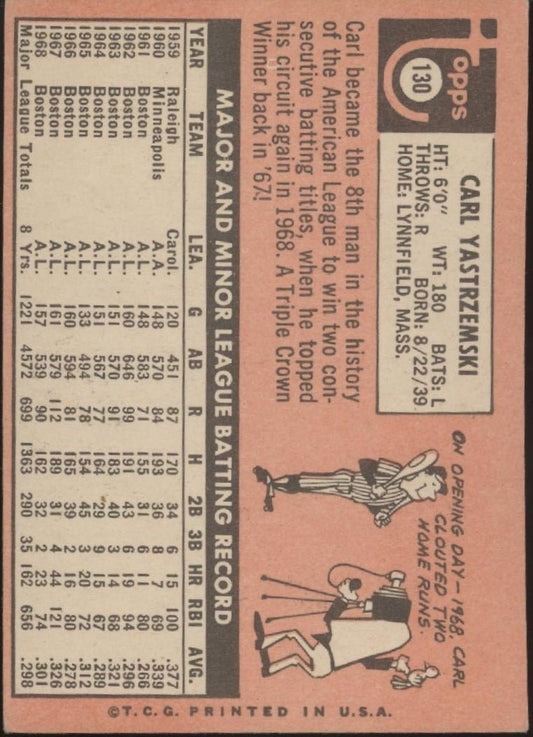 Topps
130
CARL YASTRZEMSKI
HT: 6'0" WT: 180 BATS: L
THROWS: R BORN: 8/22/39
HOME: LYNNFIELD, MASS.
Carl became the 8th man in the history
of the American League to win two con-
secutive batting titles, when he topped
his circuit again in 1968. A Triple Crown
Winner back in '67!
ON OPENING DAY—1968, CARL
CLOUTED TWO
HOME RUNS.
MAJOR AND MINOR LEAGUE BATTING RECORD
YEAR TEAM LEA. G AB R H 2B 3B HR RBI AVG.
1959 Raleigh Carol. 120 451 87 170 34 6 15 100 .377
1960 Minneapolis A.A. 148 570 84 193 36 8 7 69 .339
1961 Boston A.L. 148 583 71 155 31 6 11 80 .266
1962 Boston A.L. 160 646 99 191 43 6 19 94 .296
1963 Boston A.L. 151 570 91 183 40 3 14 68 .321
1964 Boston A.L. 151 567 77 164 29 9 15 67 .289
1965 Boston A.L. 133 494 78 154 45 3 20 72 .312
1966 Boston A.L. 160 594 81 165 39 2 16 80 .278
1967 Boston A.L. 161 579 112 189 31 4 44 121 .326
1968 Boston A.L. 157 539 90 162 32 2 23 74 .301
Major League Totals 8 Yrs. 1221 4572 699 1363 290 35 162 656 .298
©T.C.G. PRINTED IN U.S.A.